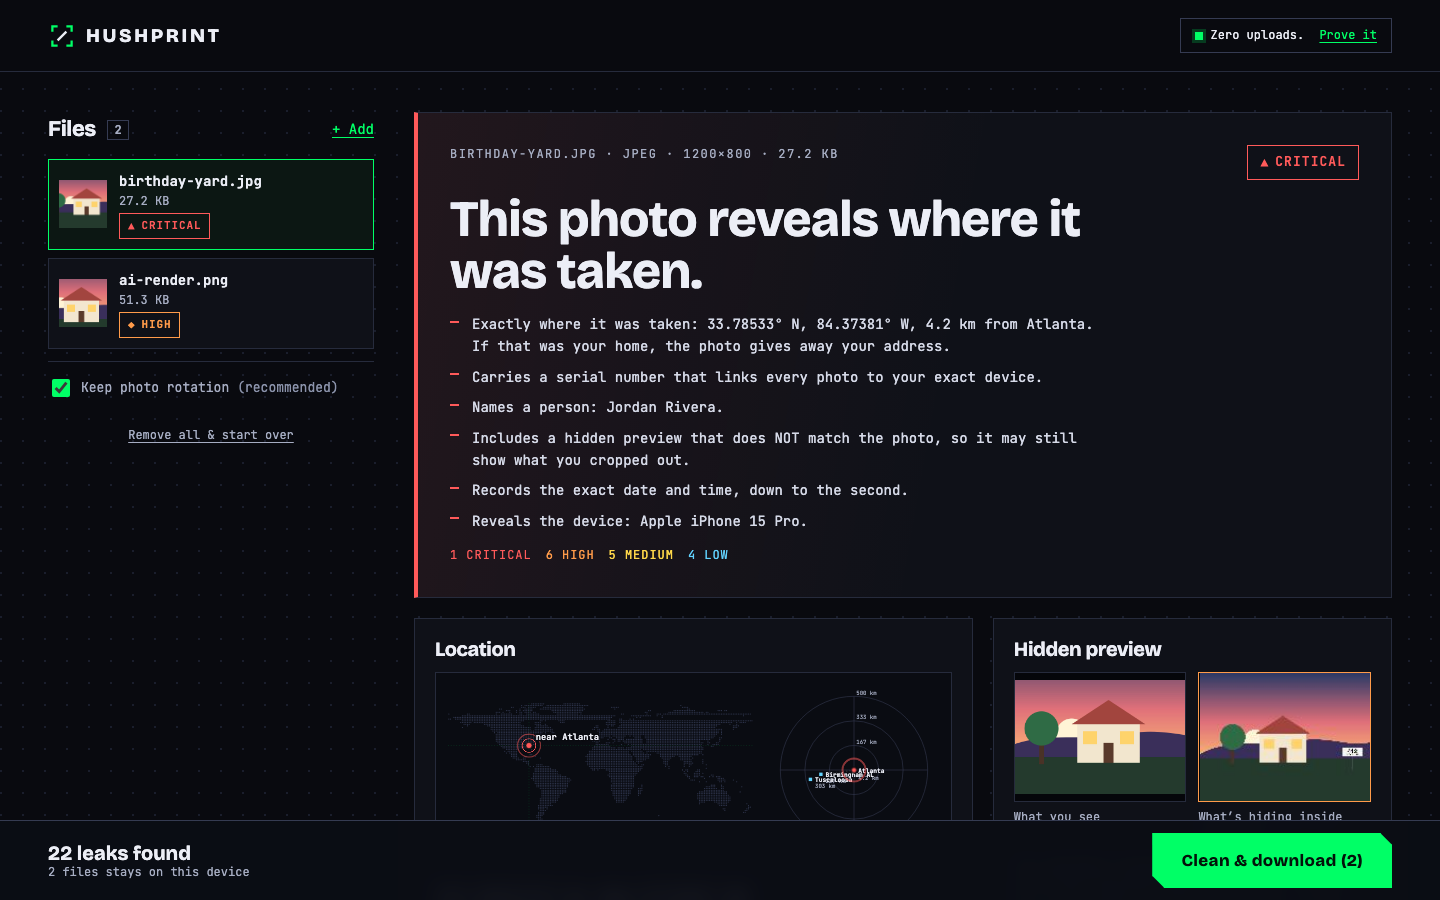 HUSHPRINT
Zero uploads. Prove it
Files 2
+ Add
birthday-yard.jpg
27.2 KB
▲ CRITICAL
ai-render.png
51.3 KB
◆ HIGH
Keep photo rotation (recommended)
Remove all & start over
BIRTHDAY-YARD.JPG · JPEG · 1200×800 · 27.2 KB
▲ CRITICAL
This photo reveals where it
was taken.
Exactly where it was taken: 33.78533° N, 84.37381° W, 4.2 km from Atlanta.
If that was your home, the photo gives away your address.
Carries a serial number that links every photo to your exact device.
Names a person: Jordan Rivera.
Includes a hidden preview that does NOT match the photo, so it may still
show what you cropped out.
Records the exact date and time, down to the second.
Reveals the device: Apple iPhone 15 Pro.
1 CRITICAL 6 HIGH 5 MEDIUM 4 LOW
Location
near Atlanta
500 km
333 km
167 km
Atlanta
Birmingham AL
Tuscaloosa
303 km
Hidden preview
What you see
What's hiding inside
22 leaks found
2 files stays on this device
Clean & download (2)